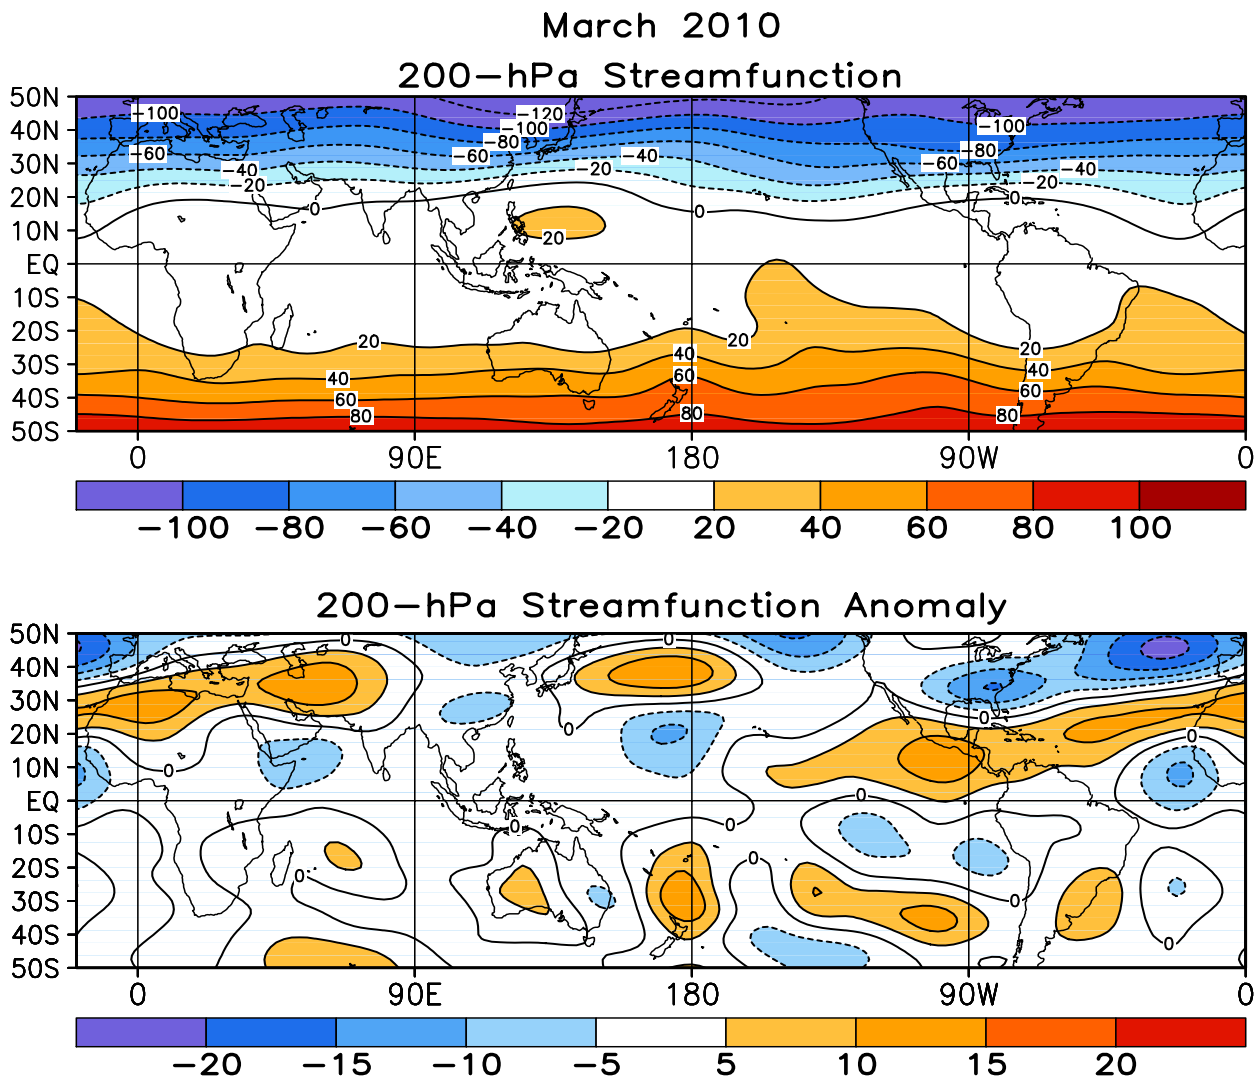 March 2010
200-hPa Streamfunction
50N
40N
30N
20N
10N
EQ
10S
20S
30S
40S
50S
-100
-120
-100
-100
-80
-80
-60
-60
-40
-60
-40
-20
-40
-20
-20
0
0
0
20
20
20
20
40
40
40
60
60
60
80
80
80
0 90E 180 90W 0
-100 -80 -60 -40 -20 20 40 60 80 100
200-hPa Streamfunction Anomaly
50N
40N
30N
20N
10N
EQ
10S
20S
30S
40S
50S
0
0
0
0
0
0
0
0
0
0
0
0
0
0 90E 180 90W 0
-20 -15 -10 -5 5 10 15 20